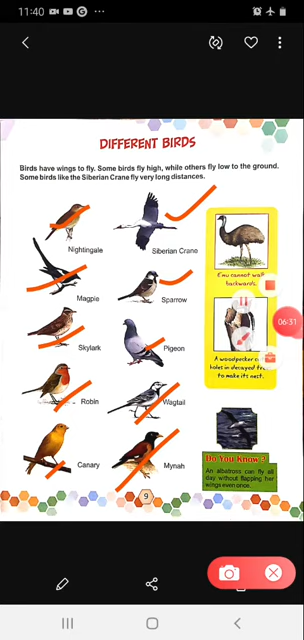 11:40
DIFFERENT BIRDS
Birds have wings to fly. Some birds fly high, while others fly low to the ground.
Some birds like the Siberian Crane fly very long distances.
Nightingale
Siberian Crane
Magpie
Sparrow
Skylark
Pigeon
Robin
Wagtail
Canary
Mynah
Emu cannot walk
backwards.
06:31
A woodpecker
holes in decayed
to make its nest.
Do You Know ?
An albatross can fly all
day without flapping her
wings even once.
9